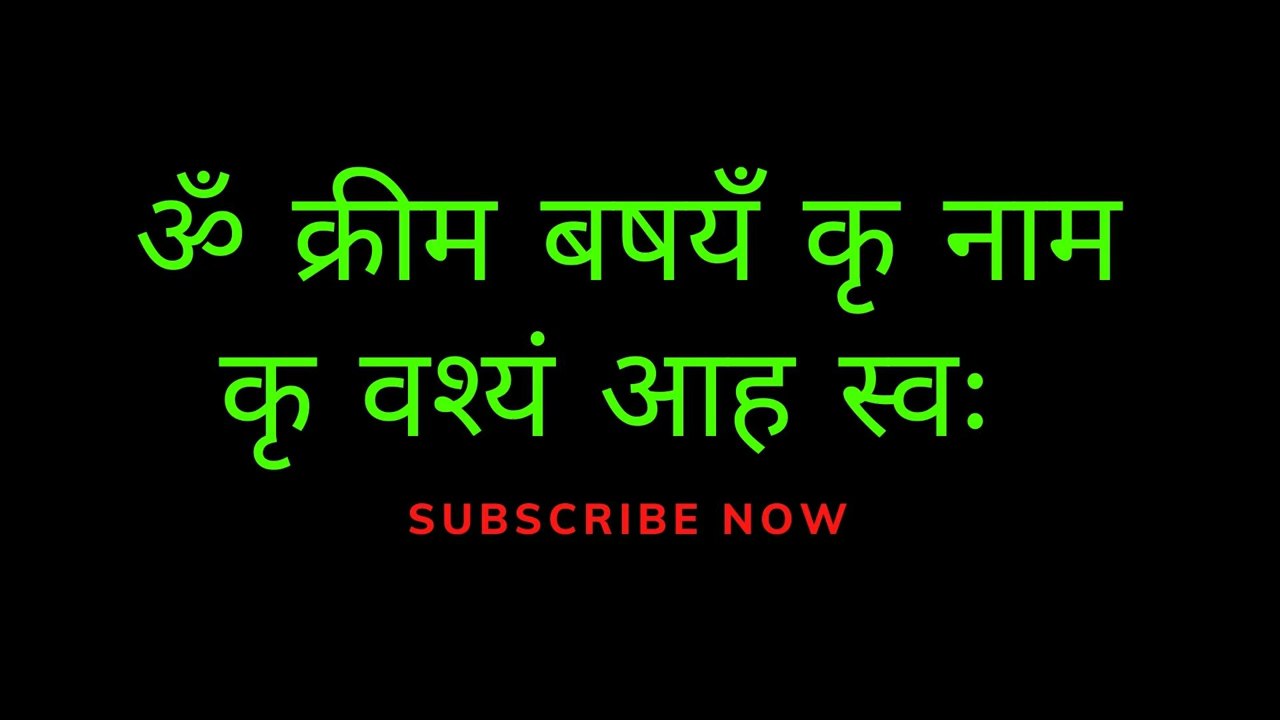 ॐ क्रीम बषयँ कृ नाम
कृ वश्यं आह स्वः
SUBSCRIBE NOW